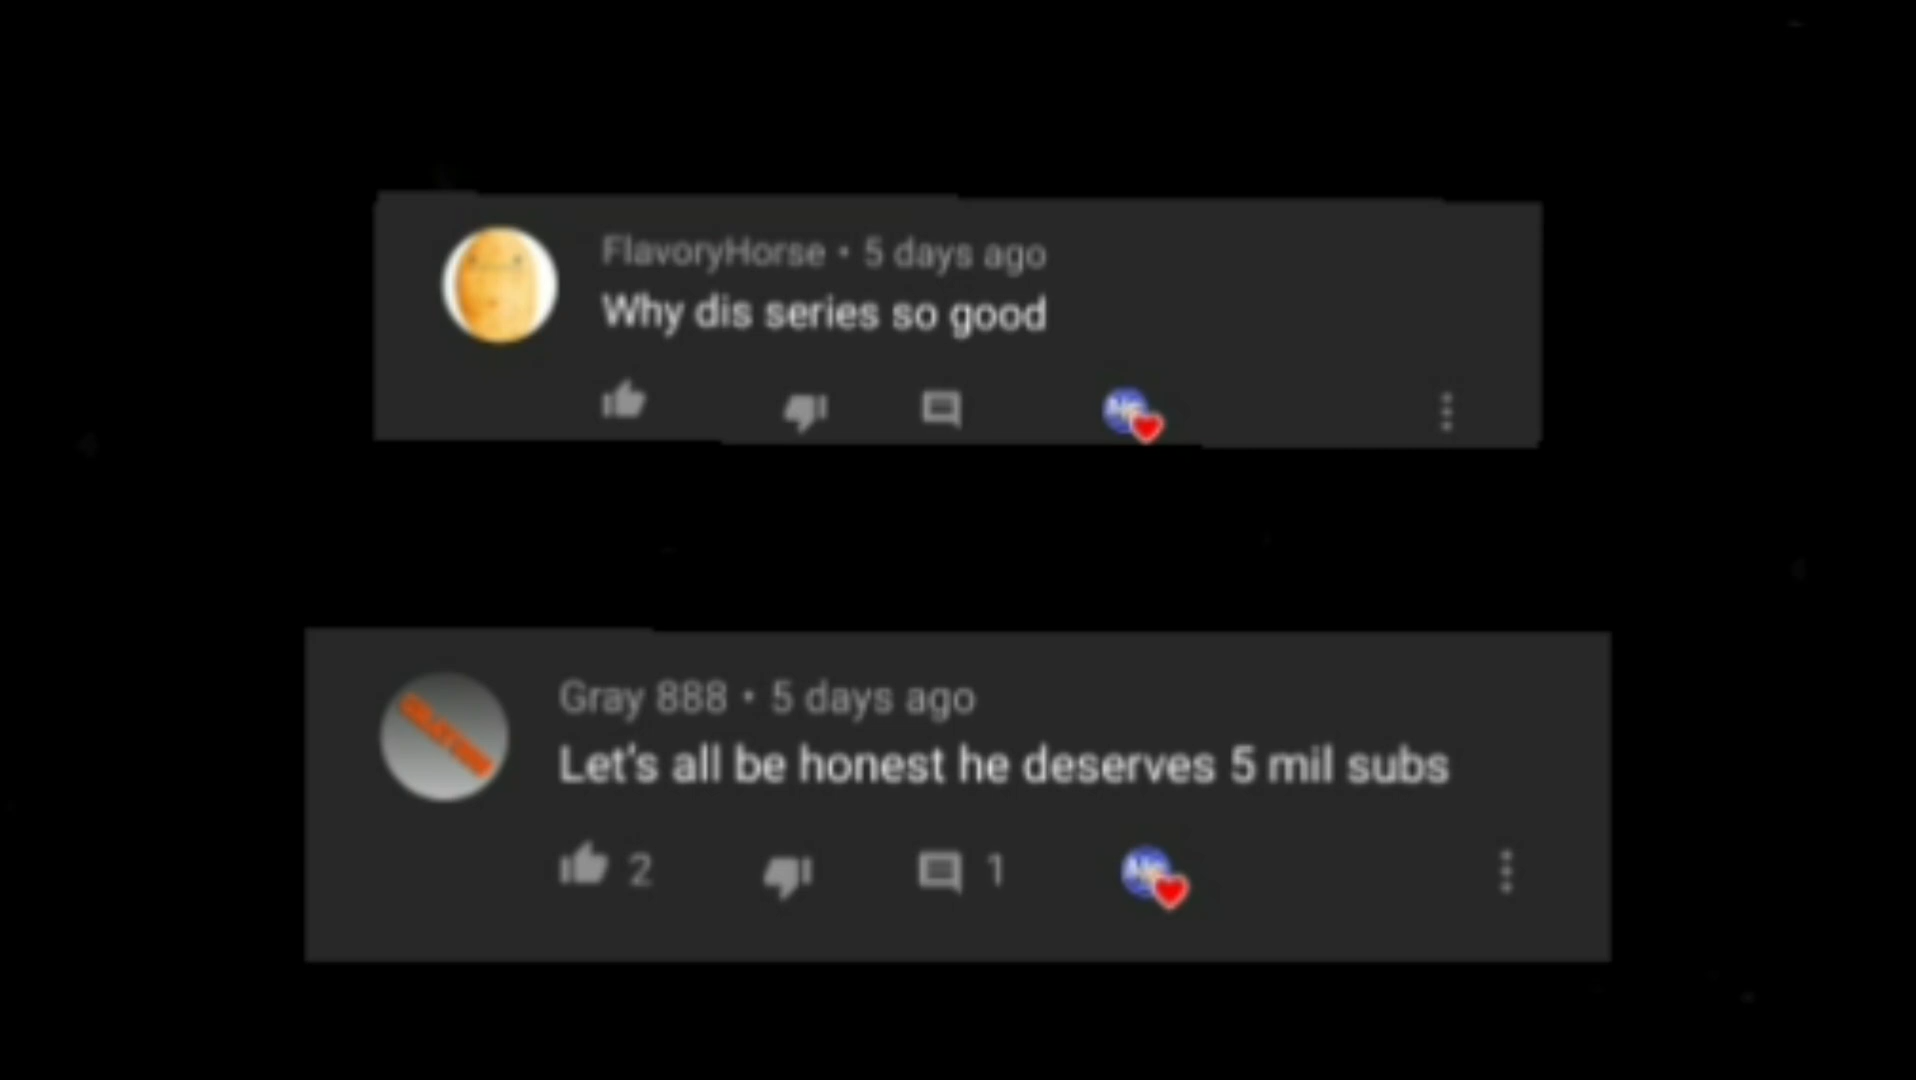 FlavoryHorse • 5 days ago
Why dis series so good
Gray 888 • 5 days ago
Let's all be honest he deserves 5 mil subs
2
1